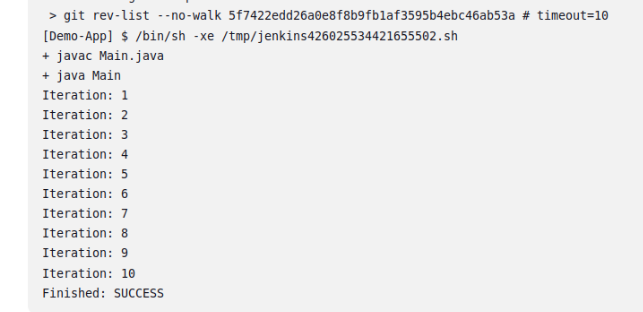 > git rev-list --no-walk 5f7422edd26a0e8f8b9fb1af3595b4ebc46ab53a # timeout=10
[Demo-App] $ /bin/sh -xe /tmp/jenkins426025534421655502.sh
+ javac Main.java
+ java Main
Iteration: 1
Iteration: 2
Iteration: 3
Iteration: 4
Iteration: 5
Iteration: 6
Iteration: 7
Iteration: 8
Iteration: 9
Iteration: 10
Finished: SUCCESS